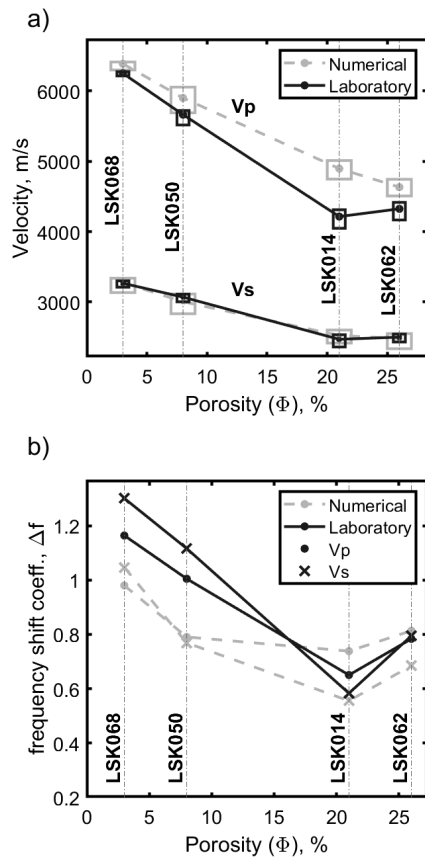 a)
Numerical
Laboratory
Vp
Vs
LSK068
LSK050
LSK014
LSK062
6000
5000
4000
3000
Velocity, m/s
0 5 10 15 20 25
Porosity (Φ), %
b)
Numerical
Laboratory
Vp
Vs
LSK068
LSK050
LSK014
LSK062
1.2
1
0.8
0.6
0.4
0.2
frequency shift coeff., Δf
0 5 10 15 20 25
Porosity (Φ), %